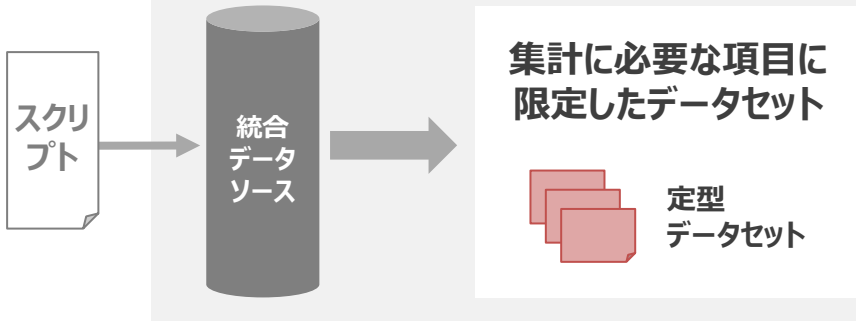 スクリ
プト
統合
データ
ソース
集計に必要な項目に
限定したデータセット
定型
データセット